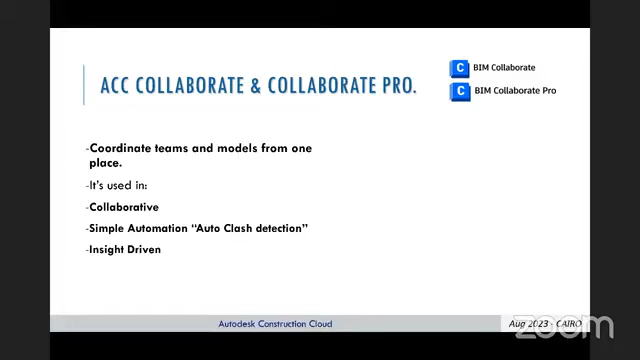 ACC COLLABORATE & COLLABORATE PRO.
C BIM Collaborate
C BIM Collaborate Pro
-Coordinate teams and models from one
place.
-It's used in:
-Collaborative
-Simple Automation “Auto Clash detection”
-Insight Driven
Autodesk Construction Cloud
Aug 2023 - CAIRO
zoom